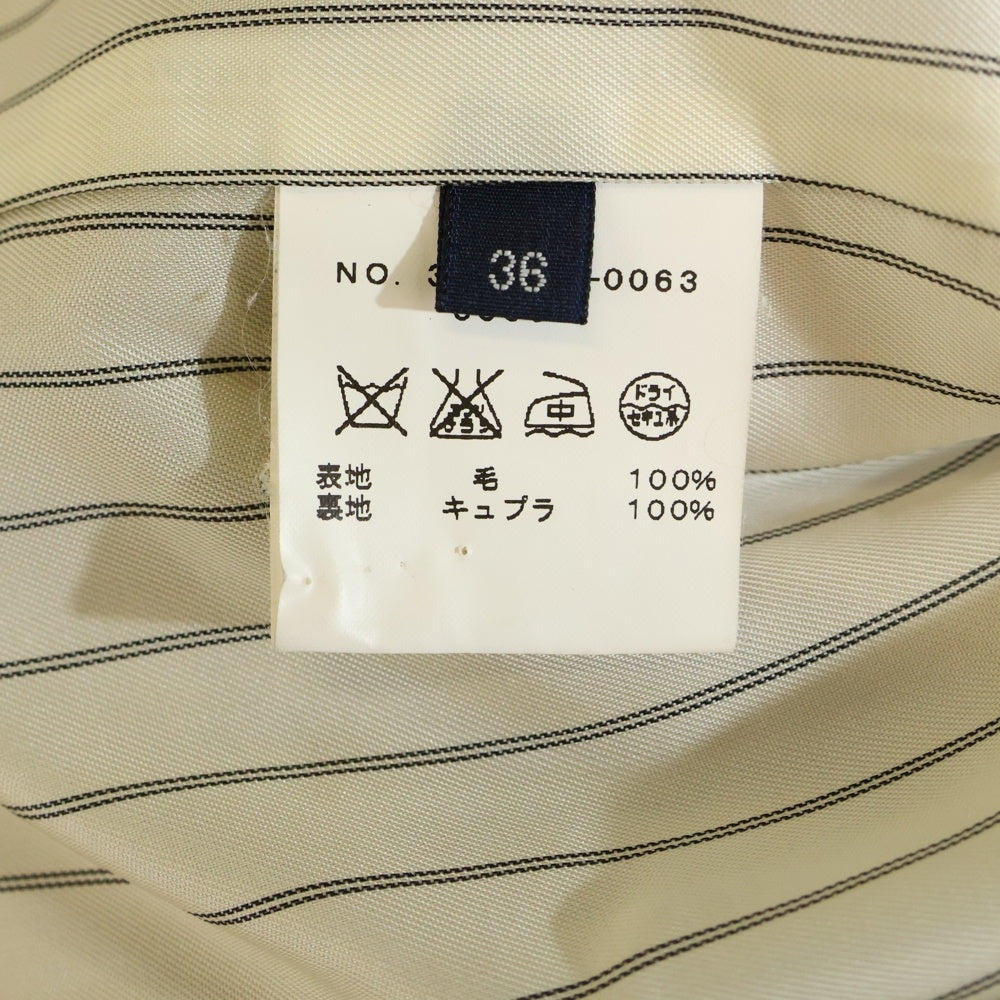 36
NO. 3 -0063
中
ドライ
セキユ系
表地 毛 100%
裏地 キュプラ 100%